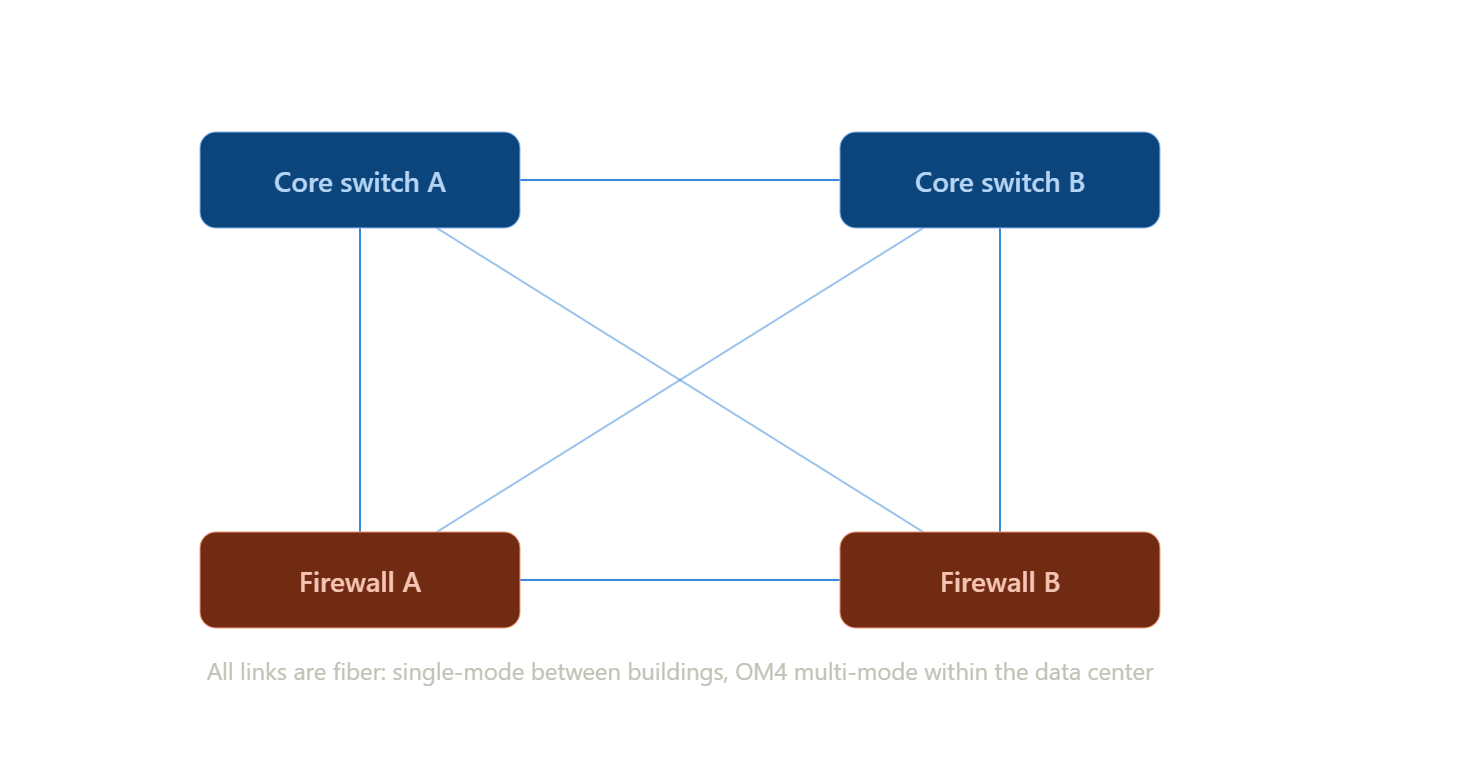 Core switch A
Core switch B
Firewall A
Firewall B
All links are fiber: single-mode between buildings, OM4 multi-mode within the data center